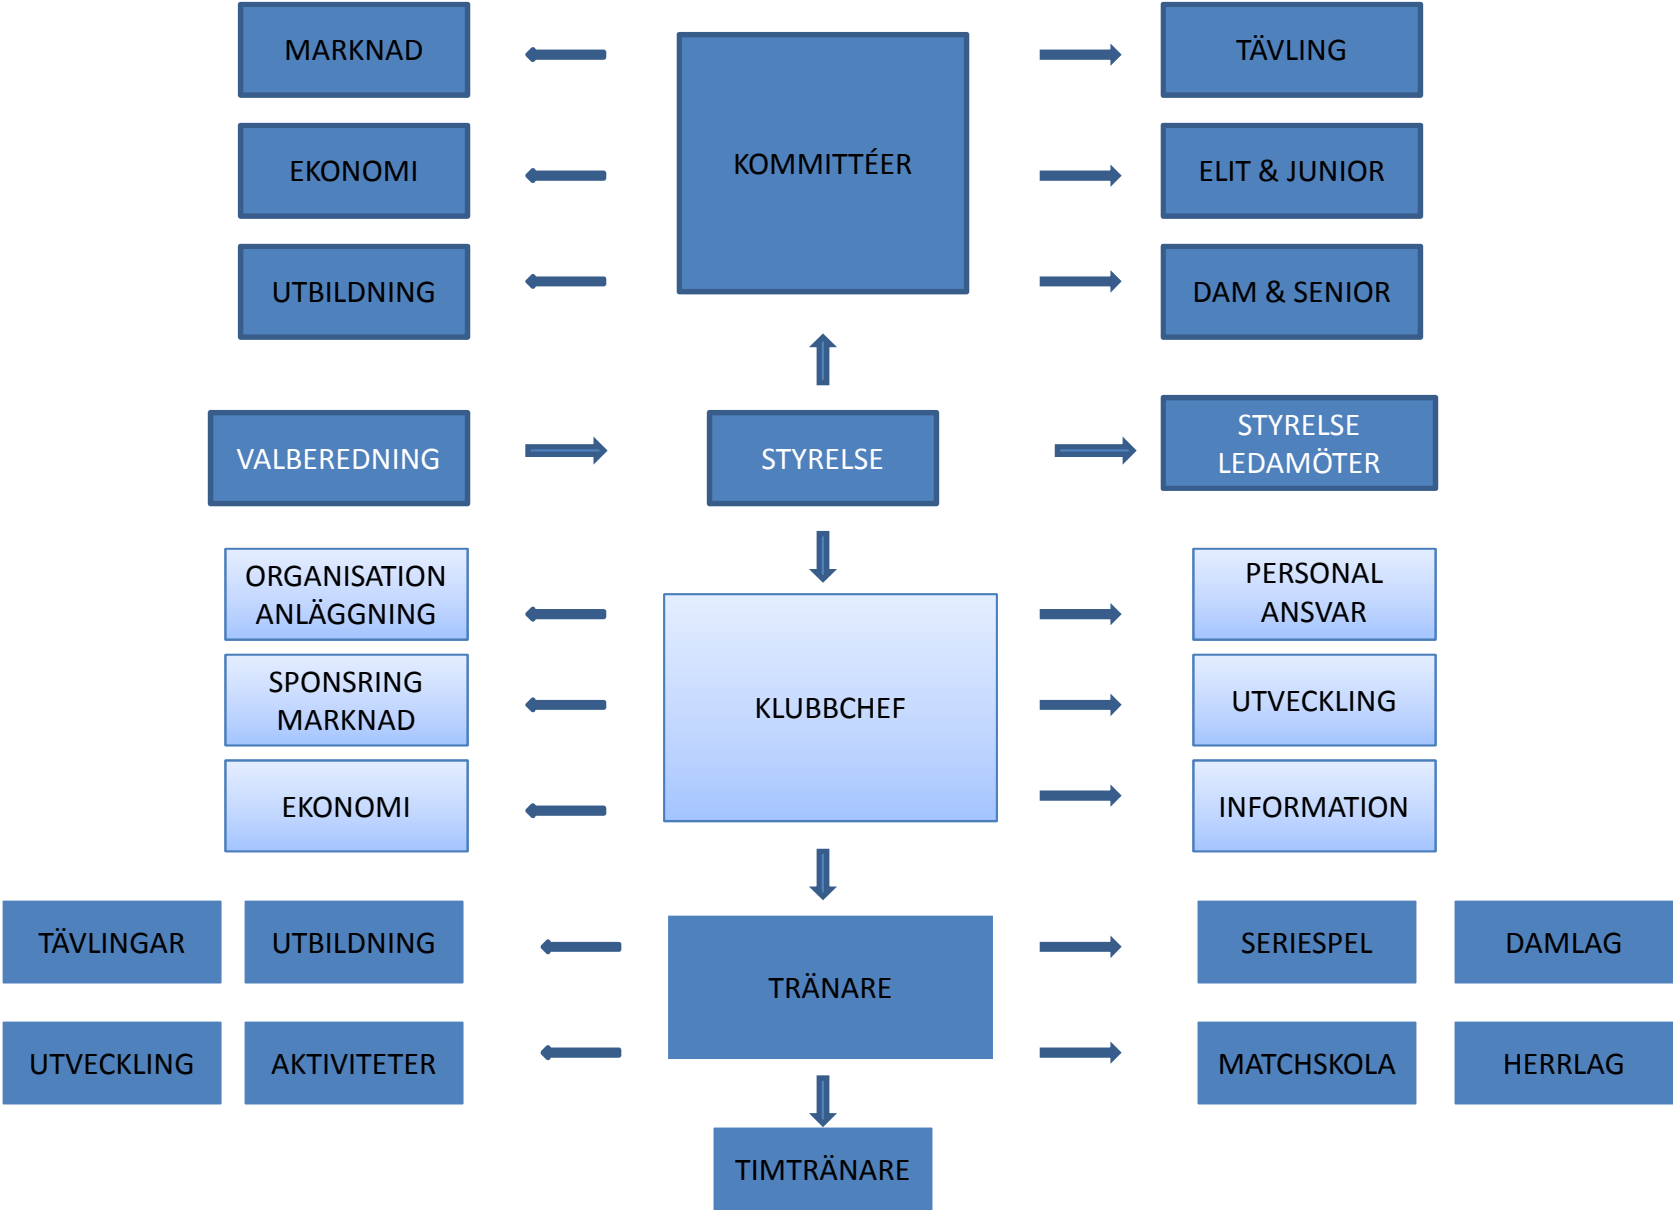 MARKNAD
TÄVLING
KOMMITTÉER
EKONOMI
ELIT & JUNIOR
UTBILDNING
DAM & SENIOR
VALBEREDNING
STYRELSE
STYRELSE
LEDAMÖTER
ORGANISATION
ANLÄGGNING
PERSONAL
ANSVAR
SPONSRING
MARKNAD
KLUBBCHEF
UTVECKLING
EKONOMI
INFORMATION
TÄVLINGAR
UTBILDNING
TRÄNARE
SERIESPEL
DAMLAG
UTVECKLING
AKTIVITETER
MATCHSKOLA
HERRLAG
TIMTRÄNARE